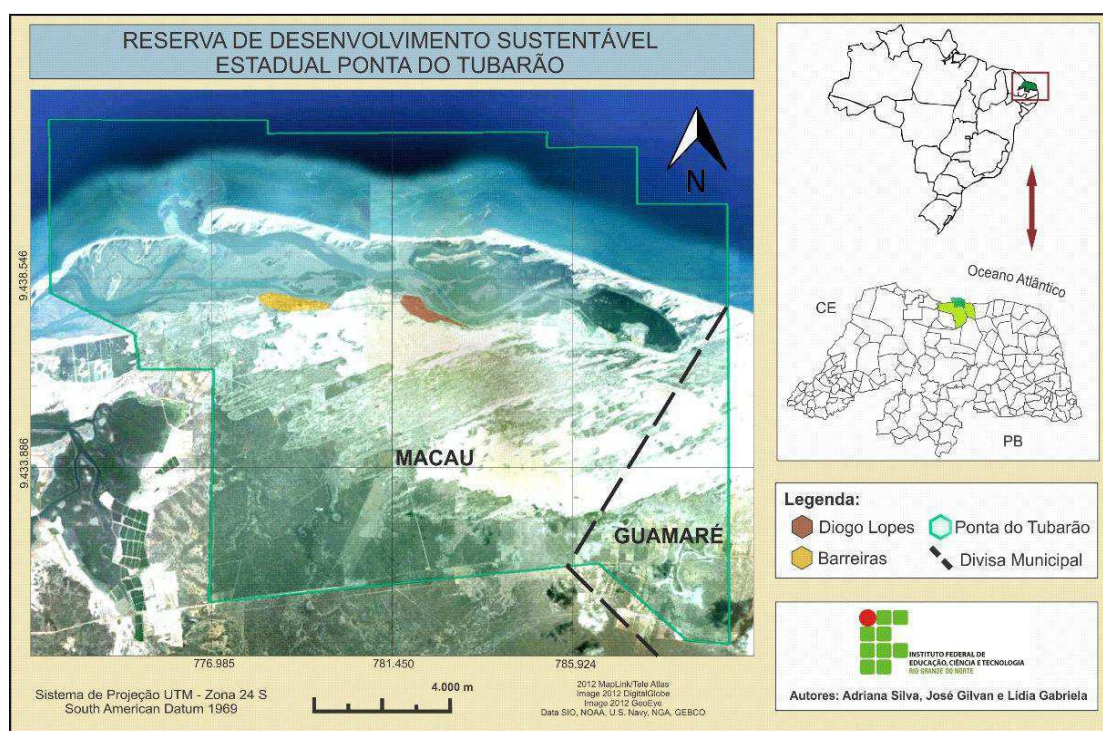 RESERVA DE DESENVOLVIMENTO SUSTENTÁVEL
ESTADUAL PONTA DO TUBARÃO
N
9.438.546
9.433.886
MACAU
GUAMARÉ
776.985
781.450
785.924
Sistema de Projeção UTM - Zona 24 S
South American Datum 1969
4.000 m
2012 MapLink/Tele Atlas
Image 2012 DigitalGlobe
Image 2012 GeoEye
Data SIO, NOAA, U.S. Navy, NGA, GEBCO
Oceano Atlântico
CE
PB
Legenda:
Diogo Lopes
Ponta do Tubarão
Barreiras
Divisa Municipal
INSTITUTO FEDERAL DE
EDUCAÇÃO, CIÊNCIA E TECNOLOGIA
RIO GRANDE DO NORTE
Autores: Adriana Silva, José Gilvan e Lídia Gabriela